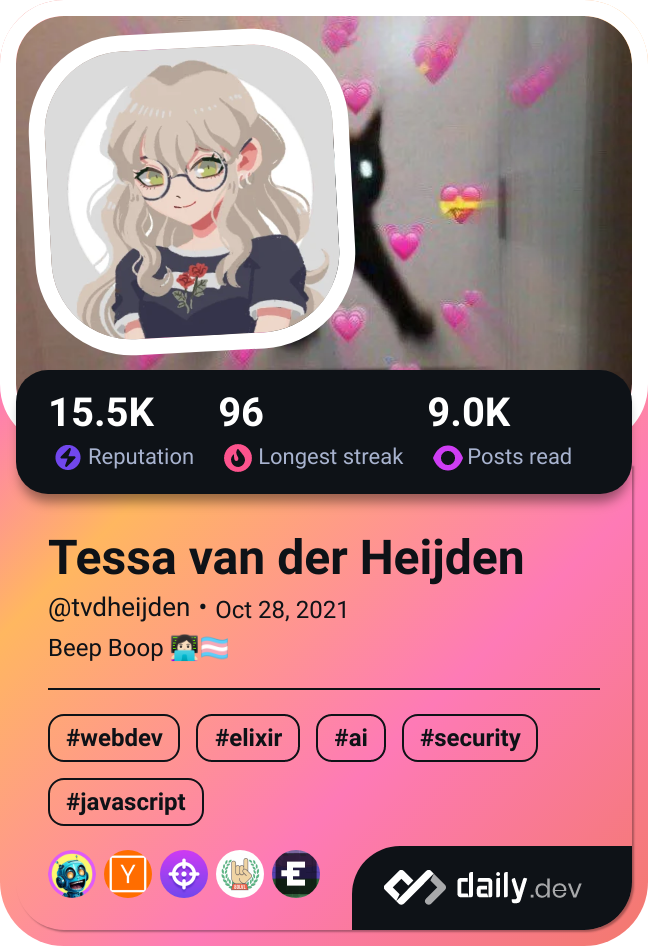 15.5K 96 9.0K
Reputation Longest streak Posts read
Tessa van der Heijden
@tvdheijden • Oct 28, 2021
Beep Boop 👩🏻‍💻🏳️‍⚧️
#webdev #elixir #ai #security
#javascript
Y
daily.dev